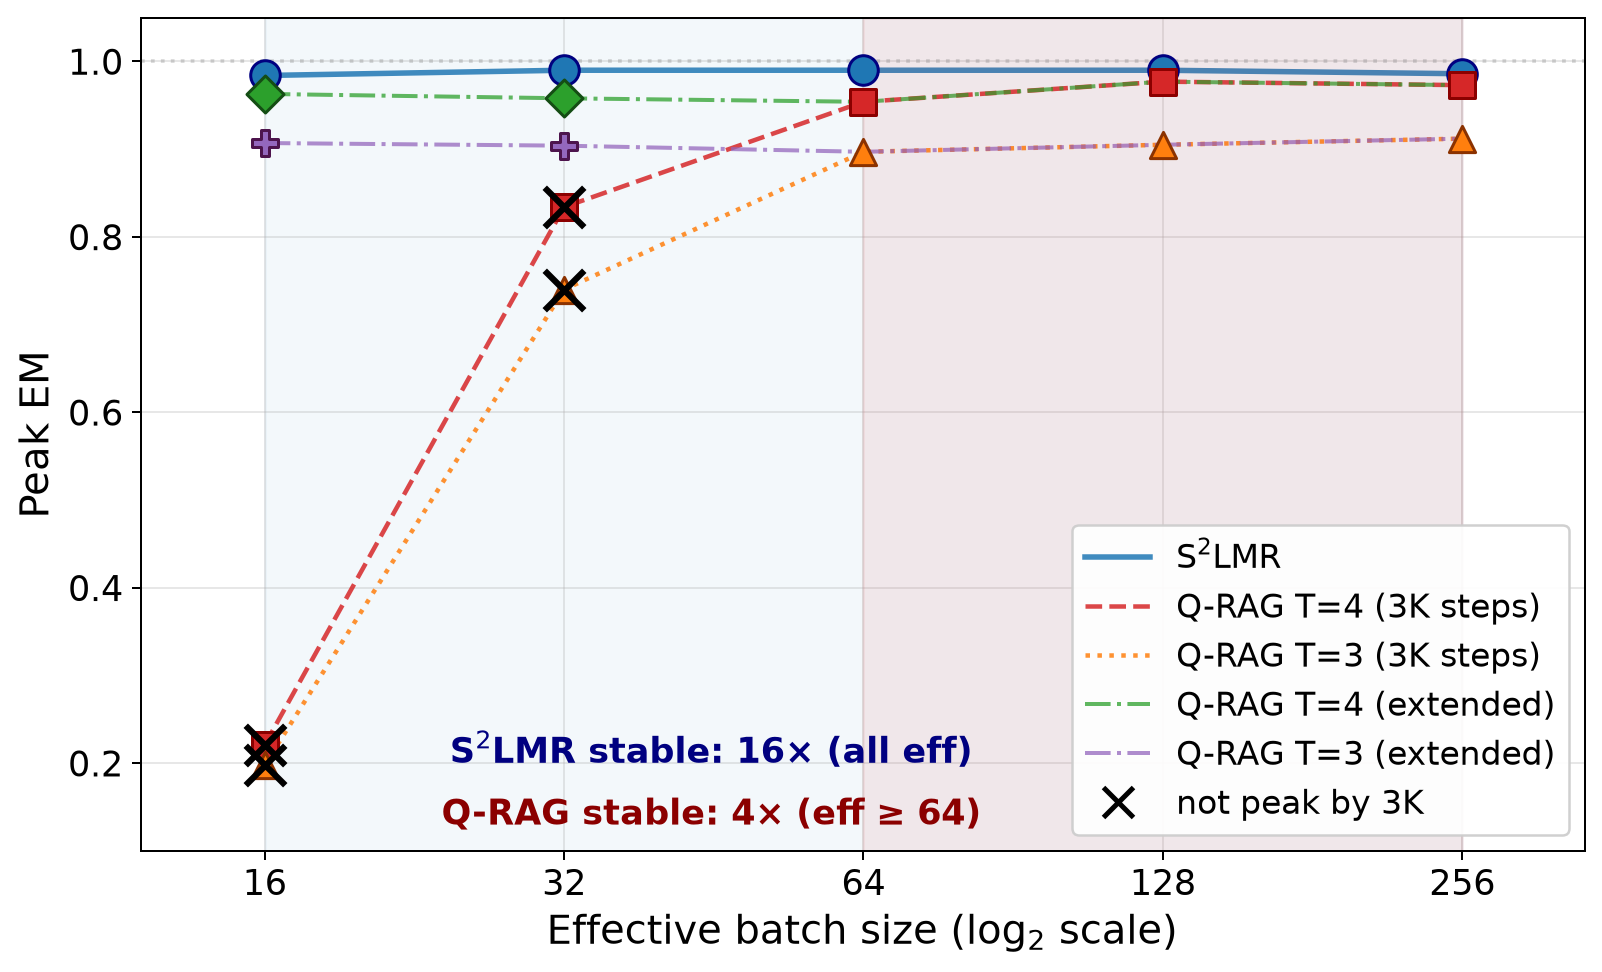 1.0
0.8
0.6
0.4
0.2
Peak EM
16
32
64
128
256
Effective batch size (log₂ scale)
S²LMR stable: 16× (all eff)
Q-RAG stable: 4× (eff ≥ 64)
S²LMR
Q-RAG T=4 (3K steps)
Q-RAG T=3 (3K steps)
Q-RAG T=4 (extended)
Q-RAG T=3 (extended)
not peak by 3K